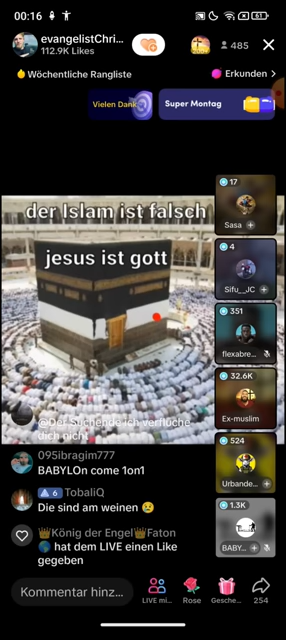 00:16
61
evangelistChri...
112.9K Likes
485
Wöchentliche Rangliste
Erkunden >
Vielen Dank
Super Montag
17
Sasa
der Islam ist falsch
jesus ist gott
4
Sifu__JC
351
flexabre...
32.6K
Ex-muslim
@Der Suchende ich verfluche
dich nicht
524
Urbande...
095ibragim777
BABYLOn come 1on1
6 TobaliQ
Die sind am weinen 😢
1.3K
BABY...
👑König der Engel👑Faton
🌎 hat dem LIVE einen Like
gegeben
Kommentar hinz...
LIVE mi...
Rose
Gesche...
254